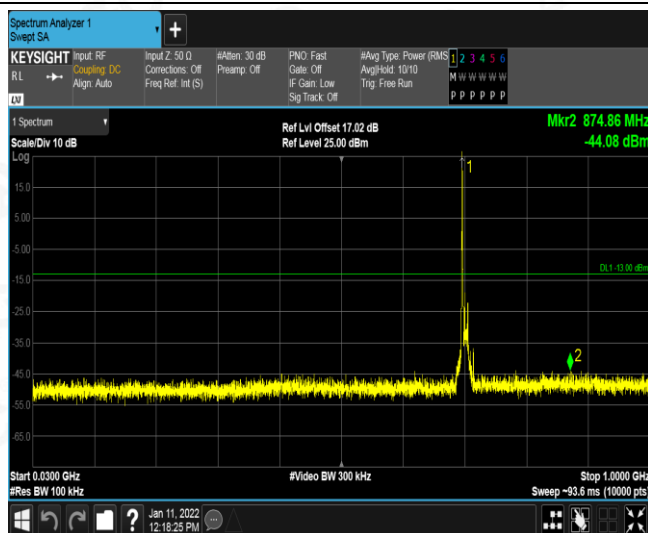 Spectrum Analyzer 1
Swept SA
+
KEYSIGHT
RL
Input: RF
Coupling: DC
Align: Auto
Input Z: 50 Ω
Corrections: Off
Freq Ref: Int (S)
#Atten: 30 dB
Preamp: Off
PNO: Fast
Gate: Off
IF Gain: Low
Sig Track: Off
#Avg Type: Power (RMS
Avg|Hold: 10/10
Trig: Free Run
1 2 3 4 5 6
M W W W W W
P P P P P P
LXI
1 Spectrum
Scale/Div 10 dB
Ref Lvl Offset 17.02 dB
Ref Level 25.00 dBm
Mkr2 874.86 MHz
-44.08 dBm
Log
15.0
5.00
-5.00
-15.0
-25.0
-35.0
-45.0
-55.0
-65.0
1
DL1 -13.00 dBm
2
Start 0.0300 GHz
#Res BW 100 kHz
#Video BW 300 kHz
Stop 1.0000 GHz
Sweep ~93.6 ms (10000 pts)
?
Jan 11, 2022
12:18:25 PM